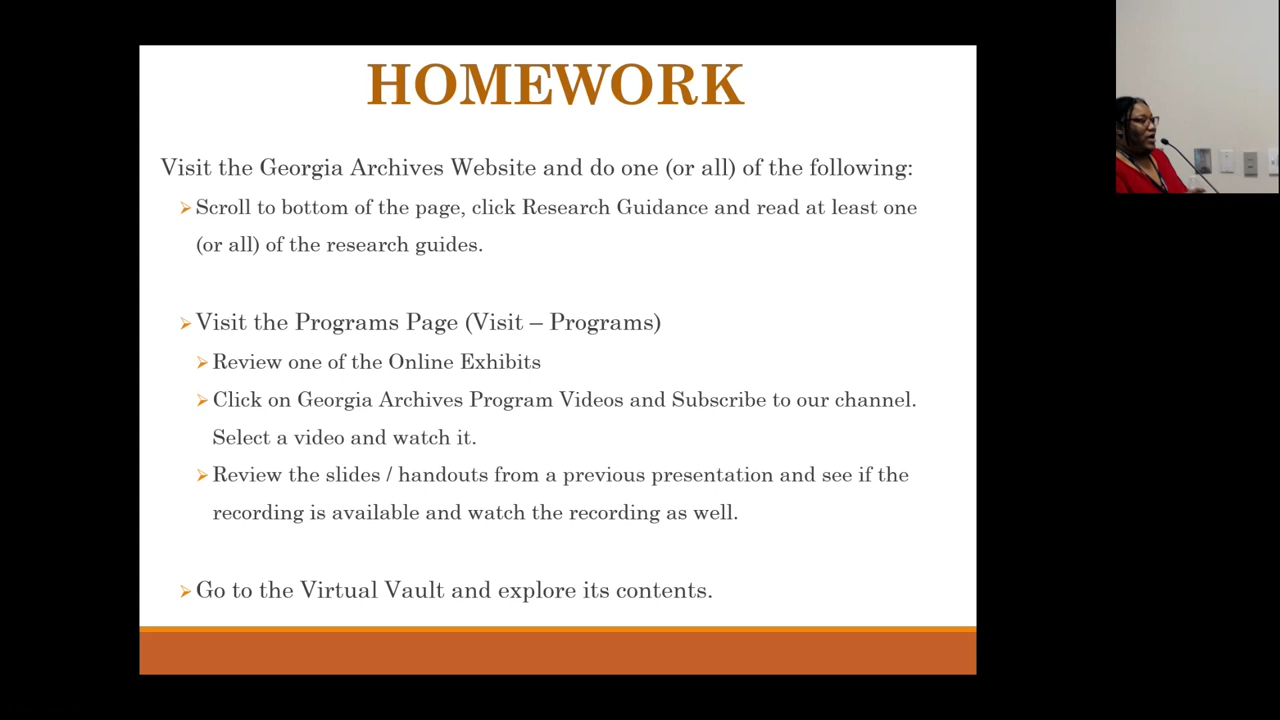 HOMEWORK
Visit the Georgia Archives Website and do one (or all) of the following:
Scroll to bottom of the page, click Research Guidance and read at least one
(or all) of the research guides.
Visit the Programs Page (Visit – Programs)
Review one of the Online Exhibits
Click on Georgia Archives Program Videos and Subscribe to our channel.
Select a video and watch it.
Review the slides / handouts from a previous presentation and see if the
recording is available and watch the recording as well.
Go to the Virtual Vault and explore its contents.